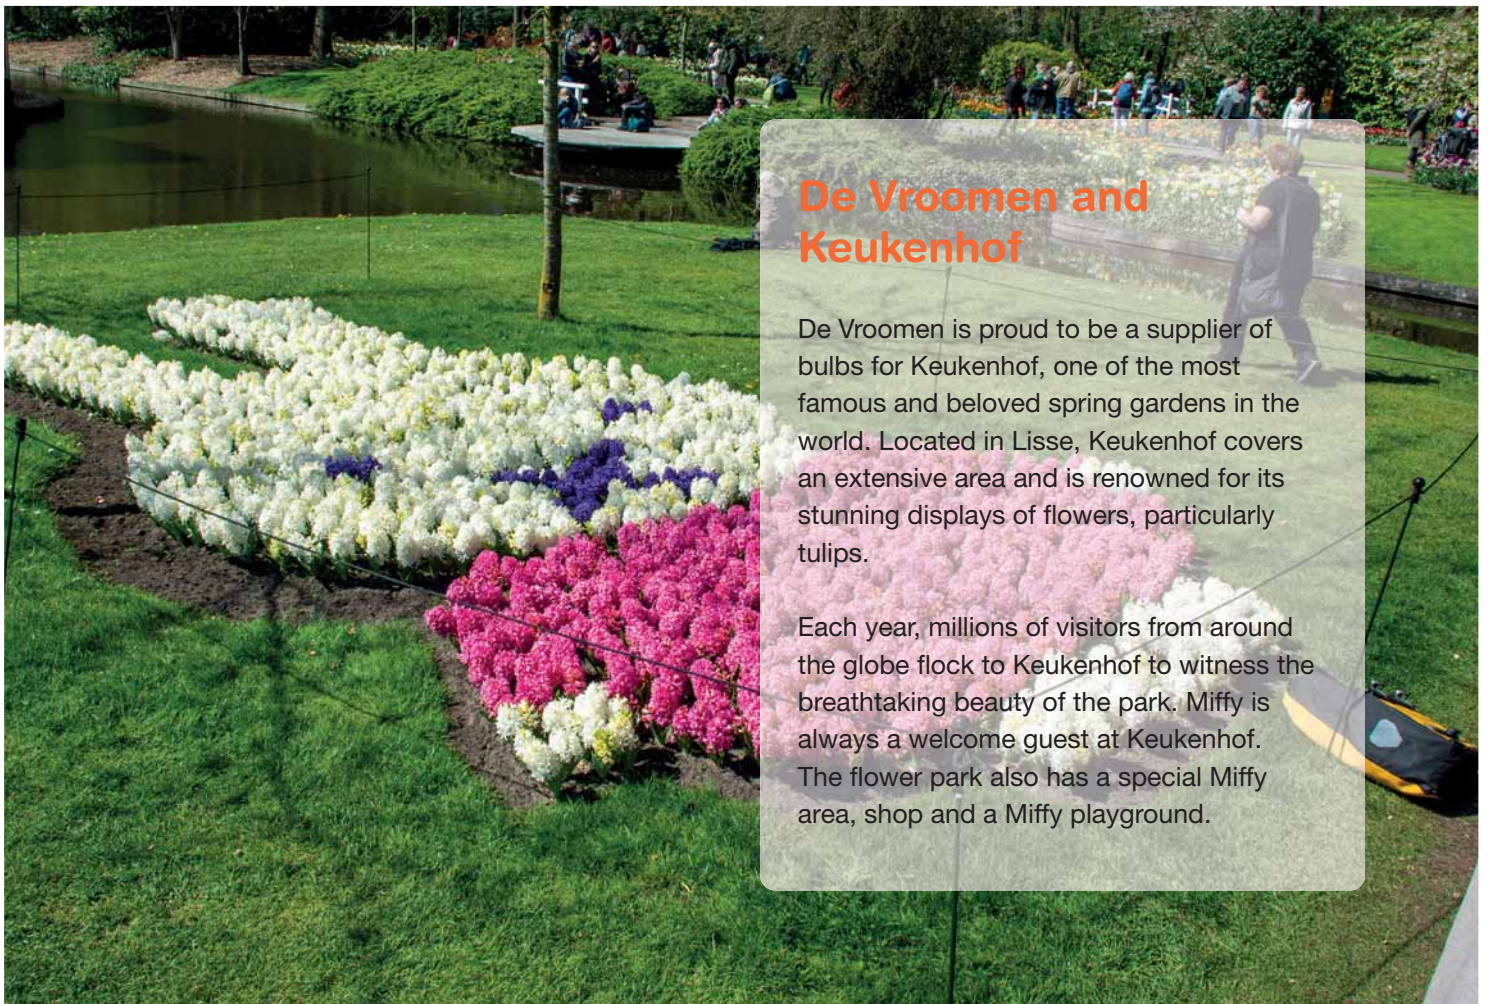 De Vroomen and
Keukenhof
De Vroomen is proud to be a supplier of
bulbs for Keukenhof, one of the most
famous and beloved spring gardens in the
world. Located in Lisse, Keukenhof covers
an extensive area and is renowned for its
stunning displays of flowers, particularly
tulips.
Each year, millions of visitors from around
the globe flock to Keukenhof to witness the
breathtaking beauty of the park. Miffy is
always a welcome guest at Keukenhof.
The flower park also has a special Miffy
area, shop and a Miffy playground.